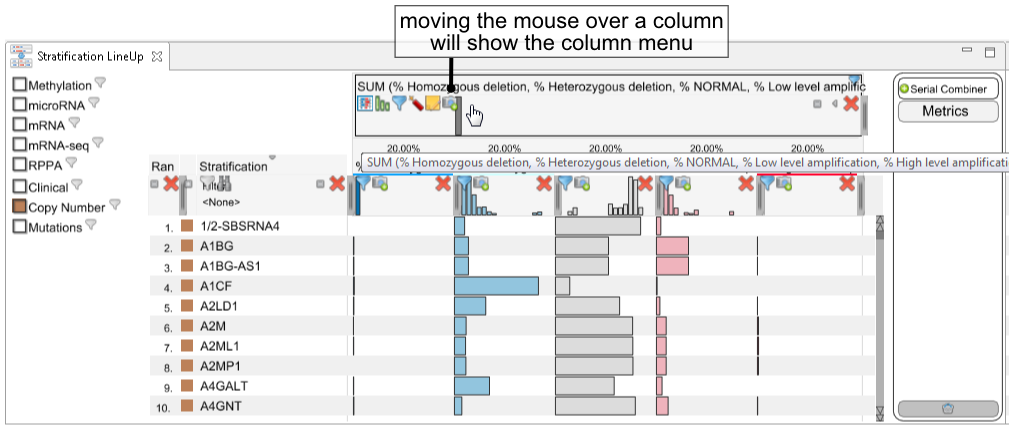 moving the mouse over a column
will show the column menu
Stratification LineUp
SUM (% Homozygous deletion, % Heterozygous deletion, % NORMAL, % Low level amplific
Serial Combiner
Metrics
Methylation
microRNA
mRNA
mRNA-seq
RPPA
Clinical
Copy Number
Mutations
20.00% 20.00% 20.00% 20.00%
SUM (% Homozygous deletion, % Heterozygous deletion, % NORMAL, % Low level amplification, % High level amplificati
Ran Stratification
<None>
1. 1/2-SBSRNA4
2. A1BG
3. A1BG-AS1
4. A1CF
5. A2LD1
6. A2M
7. A2ML1
8. A2MP1
9. A4GALT
10. A4GNT